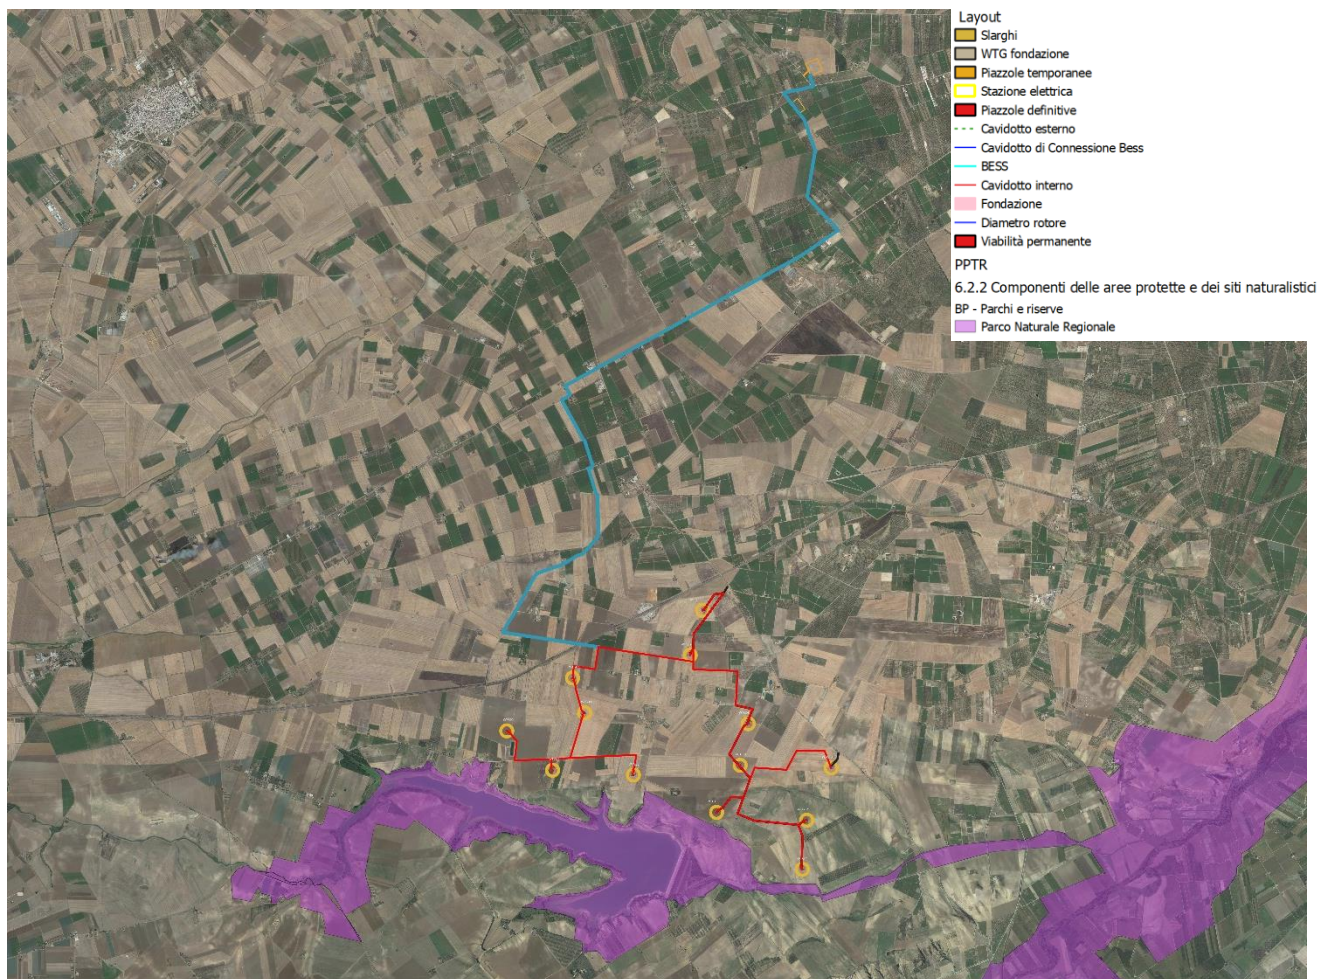 Layout
Slarghi
WTG fondazione
Piazzole temporanee
Stazione elettrica
Piazzole definitive
Cavidotto esterno
Cavidotto di Connessione Bess
BESS
Cavidotto interno
Fondazione
Diametro rotore
Viabilità permanente
PPTR
6.2.2 Componenti delle aree protette e dei siti naturalistici
BP - Parchi e riserve
Parco Naturale Regionale